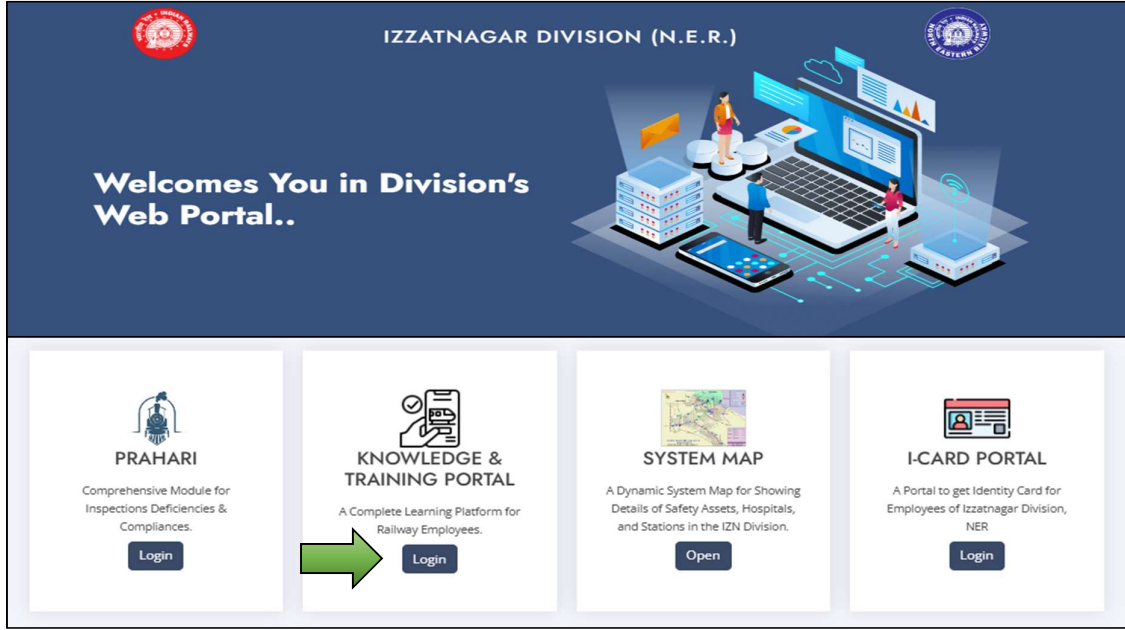 IZZATNAGAR DIVISION (N.E.R.)
Welcomes You in Division's
Web Portal..
PRAHARI
Comprehensive Module for
Inspections Deficiencies &
Compliances.
Login
KNOWLEDGE &
TRAINING PORTAL
A Complete Learning Platform for
Railway Employees.
Login
SYSTEM MAP
A Dynamic System Map for Showing
Details of Safety Assets, Hospitals,
and Stations in the IZN Division.
Open
I-CARD PORTAL
A Portal to get Identity Card for
Employees of Izzatnagar Division,
NER
Login